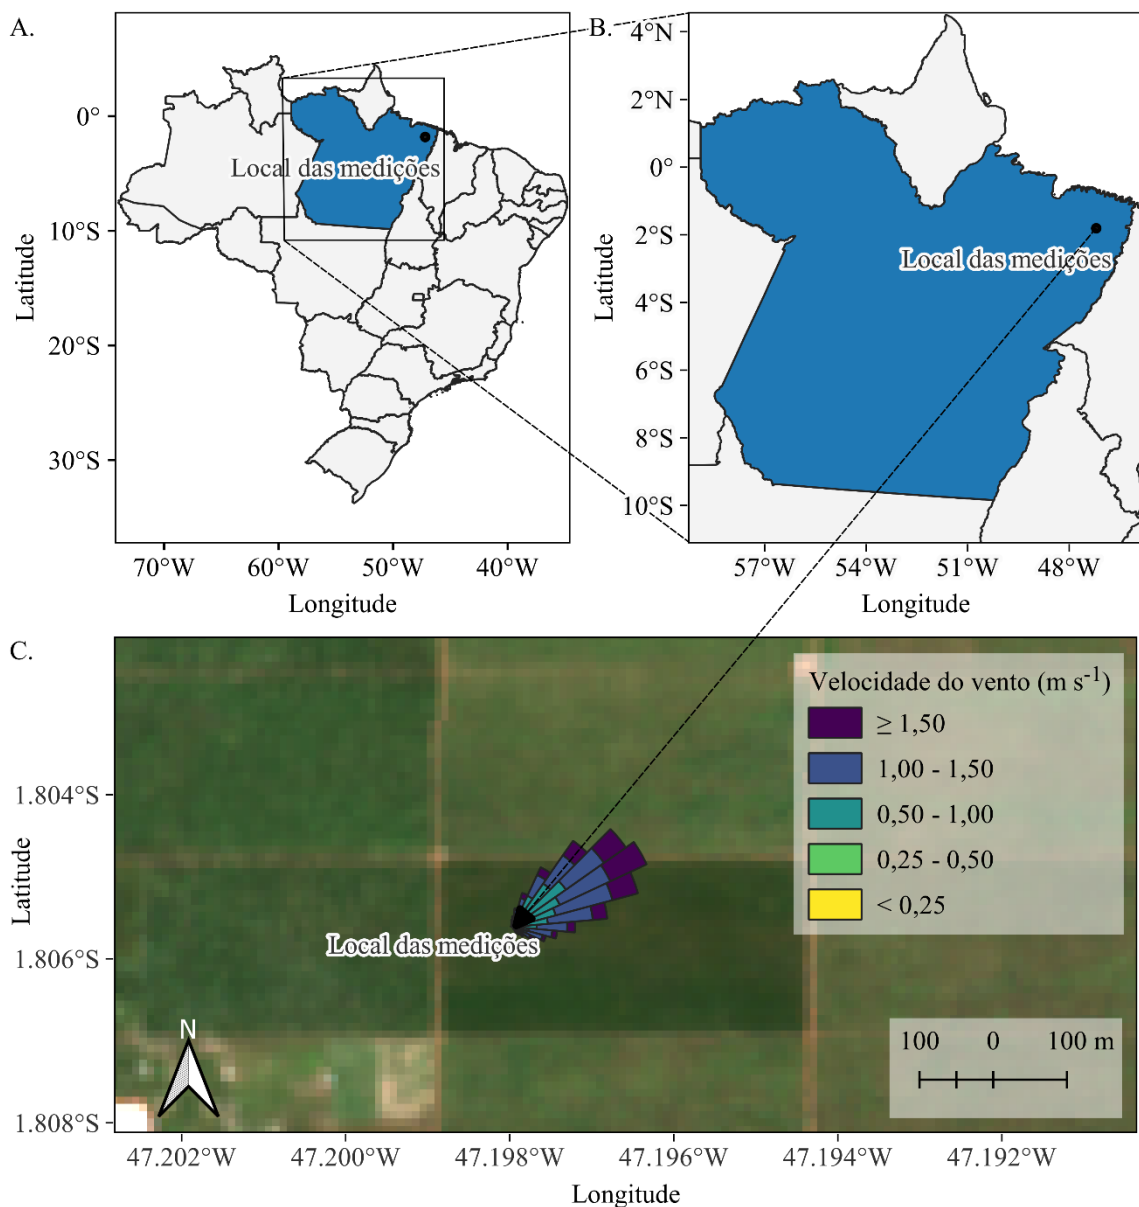 A.
0°
10°S
20°S
30°S
Latitude
Local das medições
70°W
60°W
50°W
40°W
Longitude
B.
4°N
2°N
0°
2°S
4°S
6°S
8°S
10°S
Latitude
Local das medições
57°W
54°W
51°W
48°W
Longitude
C.
1.804°S
1.806°S
1.808°S
Latitude
Local das medições
N
Velocidade do vento (m s⁻¹)
≥ 1,50
1,00 - 1,50
0,50 - 1,00
0,25 - 0,50
< 0,25
100 0 100 m
47.202°W
47.200°W
47.198°W
47.196°W
47.194°W
47.192°W
Longitude